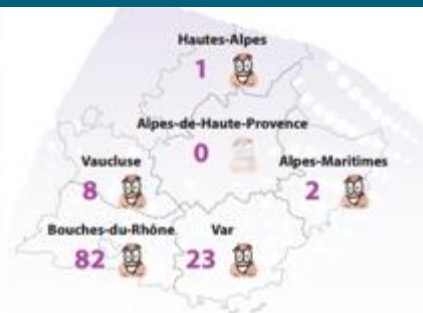 Hautes-Alpes
1
Alpes-de-Haute-Provence
0
Vaucluse
8
Alpes-Maritimes
2
Bouches-du-Rhône
82
Var
23